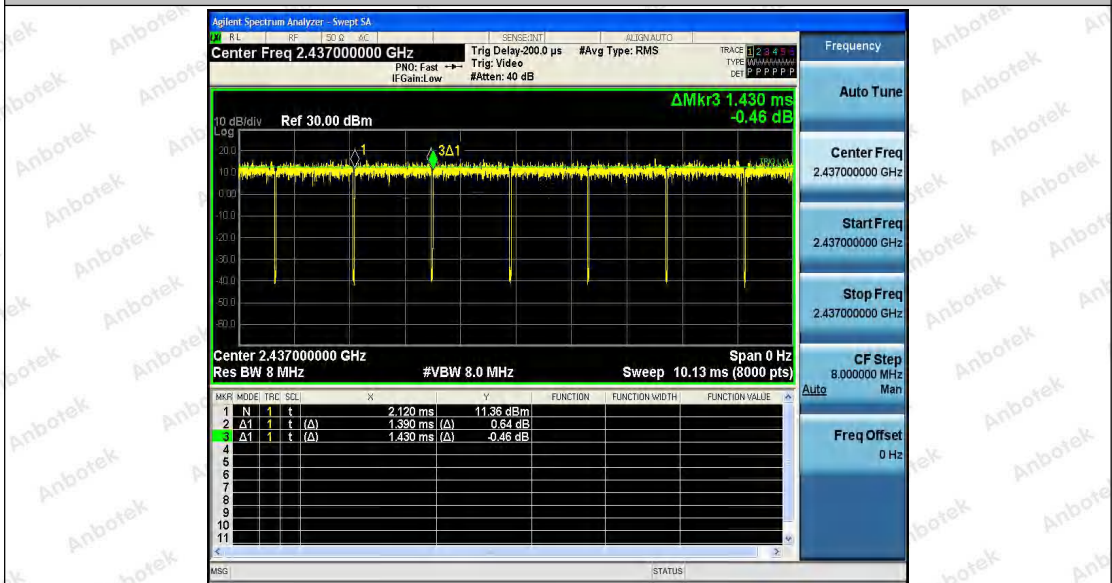 Agilent Spectrum Analyzer - Swept SA
RL RF 50 Ω AC SENSE:INT ALIGN AUTO
Center Freq 2.437000000 GHz
PNO: Fast
IFGain:Low
Trig Delay-200.0 µs
Trig: Video
#Atten: 40 dB
#Avg Type: RMS
TRACE 1 2 3 4 5 6
TYPE
DET P P P P P P
ΔMkr3 1.430 ms
-0.46 dB
10 dB/div Ref 30.00 dBm
Log
1
3Δ1
20.0
10.0
0.00
-10.0
-20.0
-30.0
-40.0
-50.0
-60.0
Center 2.437000000 GHz Span 0 Hz
Res BW 8 MHz #VBW 8.0 MHz Sweep 10.13 ms (8000 pts)
MKR MODE TRC SCL X Y FUNCTION FUNCTION WIDTH FUNCTION VALUE
1 N 1 t 2.120 ms 11.36 dBm
2 Δ1 1 t (Δ) 1.390 ms (Δ) 0.64 dB
3 Δ1 1 t (Δ) 1.430 ms (Δ) -0.46 dB
4
5
6
7
8
9
10
11
MSG STATUS
Frequency
Auto Tune
Center Freq
2.437000000 GHz
Start Freq
2.437000000 GHz
Stop Freq
2.437000000 GHz
CF Step
8.000000 MHz
Auto Man
Freq Offset
0 Hz
Anbotek